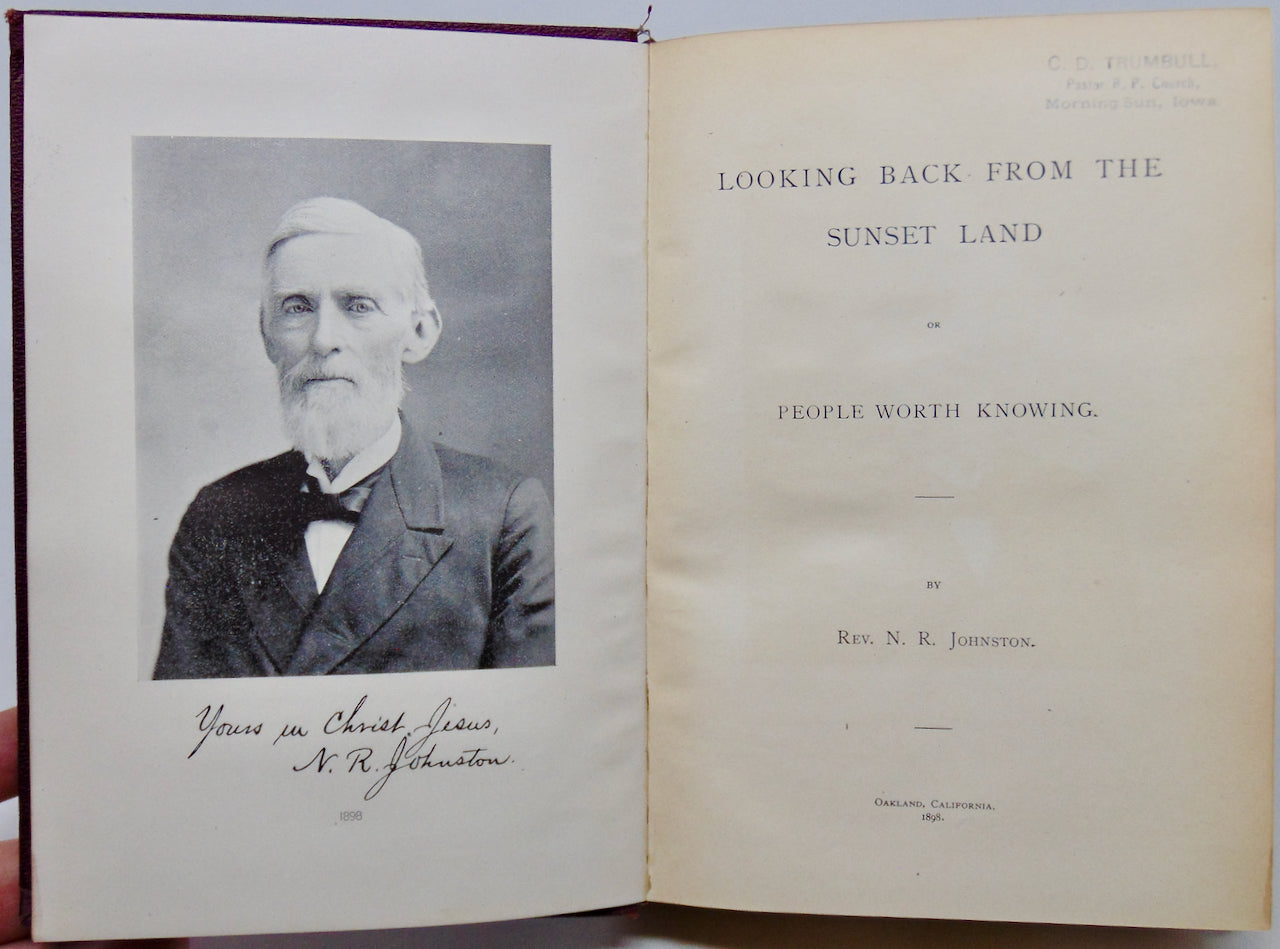 Yours in Christ Jesus,
N. R. Johnston.
1898
C. D. TRUMBULL,
Pastor R. P. Church,
Morning Sun, Iowa
LOOKING BACK FROM THE
SUNSET LAND
OR
PEOPLE WORTH KNOWING.
BY
REV. N. R. JOHNSTON.
OAKLAND, CALIFORNIA,
1898.